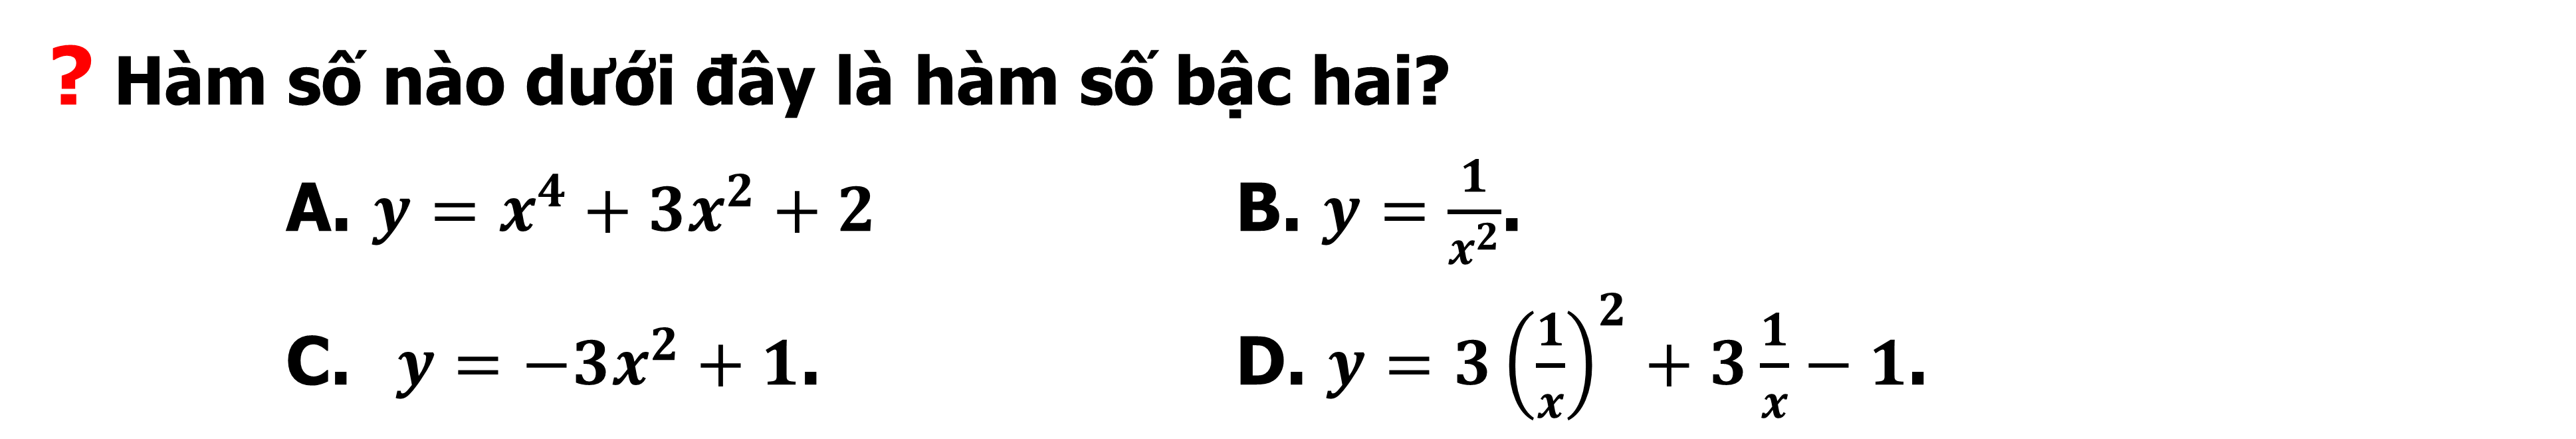 ? Hàm số nào dưới đây là hàm số bậc hai?
A. y = x⁴ + 3x² + 2 B. y = 1/x².
C. y = −3x² + 1. D. y = 3(1/x)² + 3 1/x − 1.